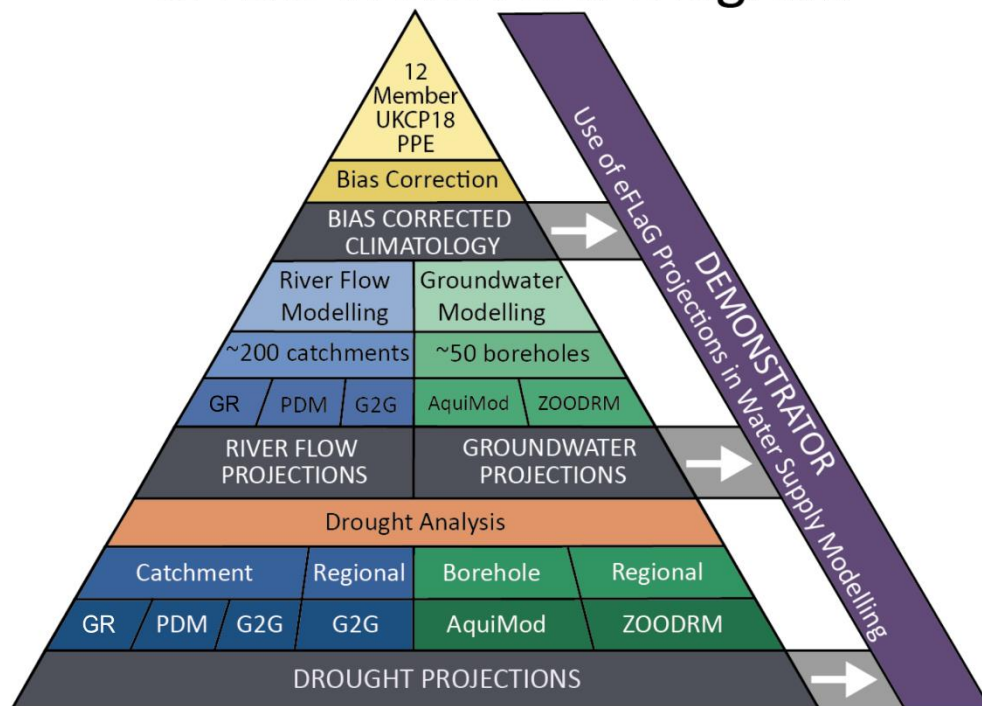 12
Member
UKCP18
PPE
Bias Correction
BIAS CORRECTED
CLIMATOLOGY
River Flow
Modelling
Groundwater
Modelling
~200 catchments
~50 boreholes
GR
PDM
G2G
AquiMod
ZOODRM
RIVER FLOW
PROJECTIONS
GROUNDWATER
PROJECTIONS
Drought Analysis
Catchment
Regional
Borehole
Regional
GR
PDM
G2G
G2G
AquiMod
ZOODRM
DROUGHT PROJECTIONS
DEMONSTRATOR
Use of eFLaG Projections in Water Supply Modelling